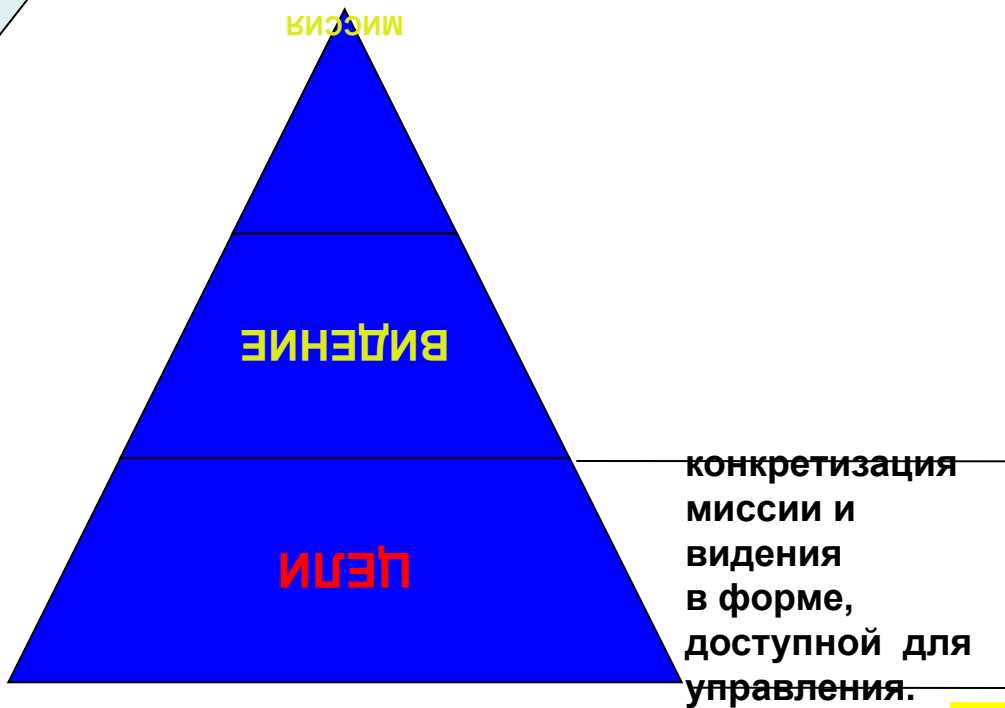 МИССИЯ
ВИДЕНИЕ
ЦЕЛИ
конкретизация
миссии и
видения
в форме,
доступной для
управления.